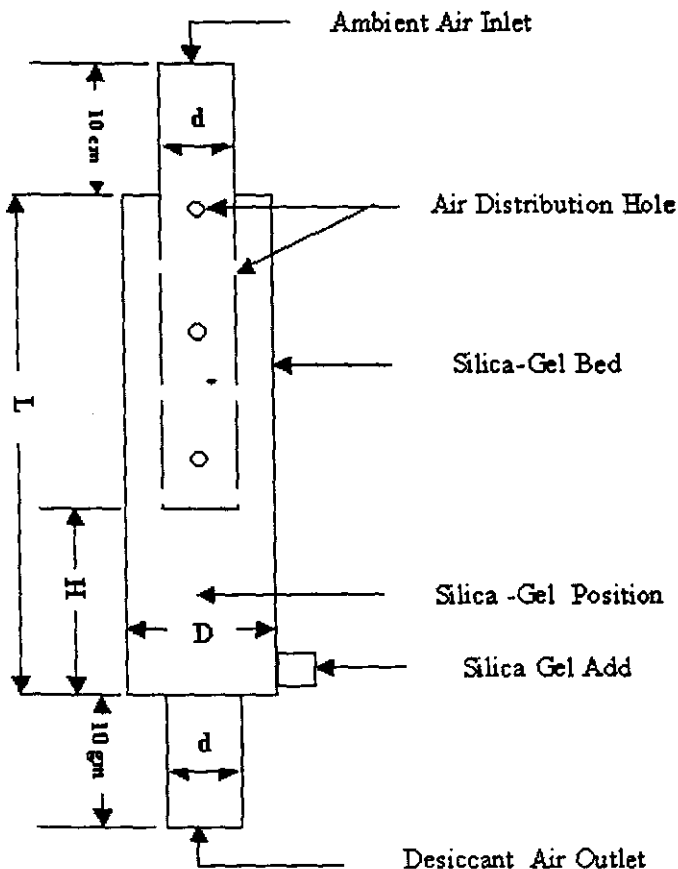 Ambient Air Inlet
10 cm
d
Air Distribution Hole
Silica-Gel Bed
L
H
Silica -Gel Position
D
Silica Gel Add
10 gm
d
Desiccant Air Outlet